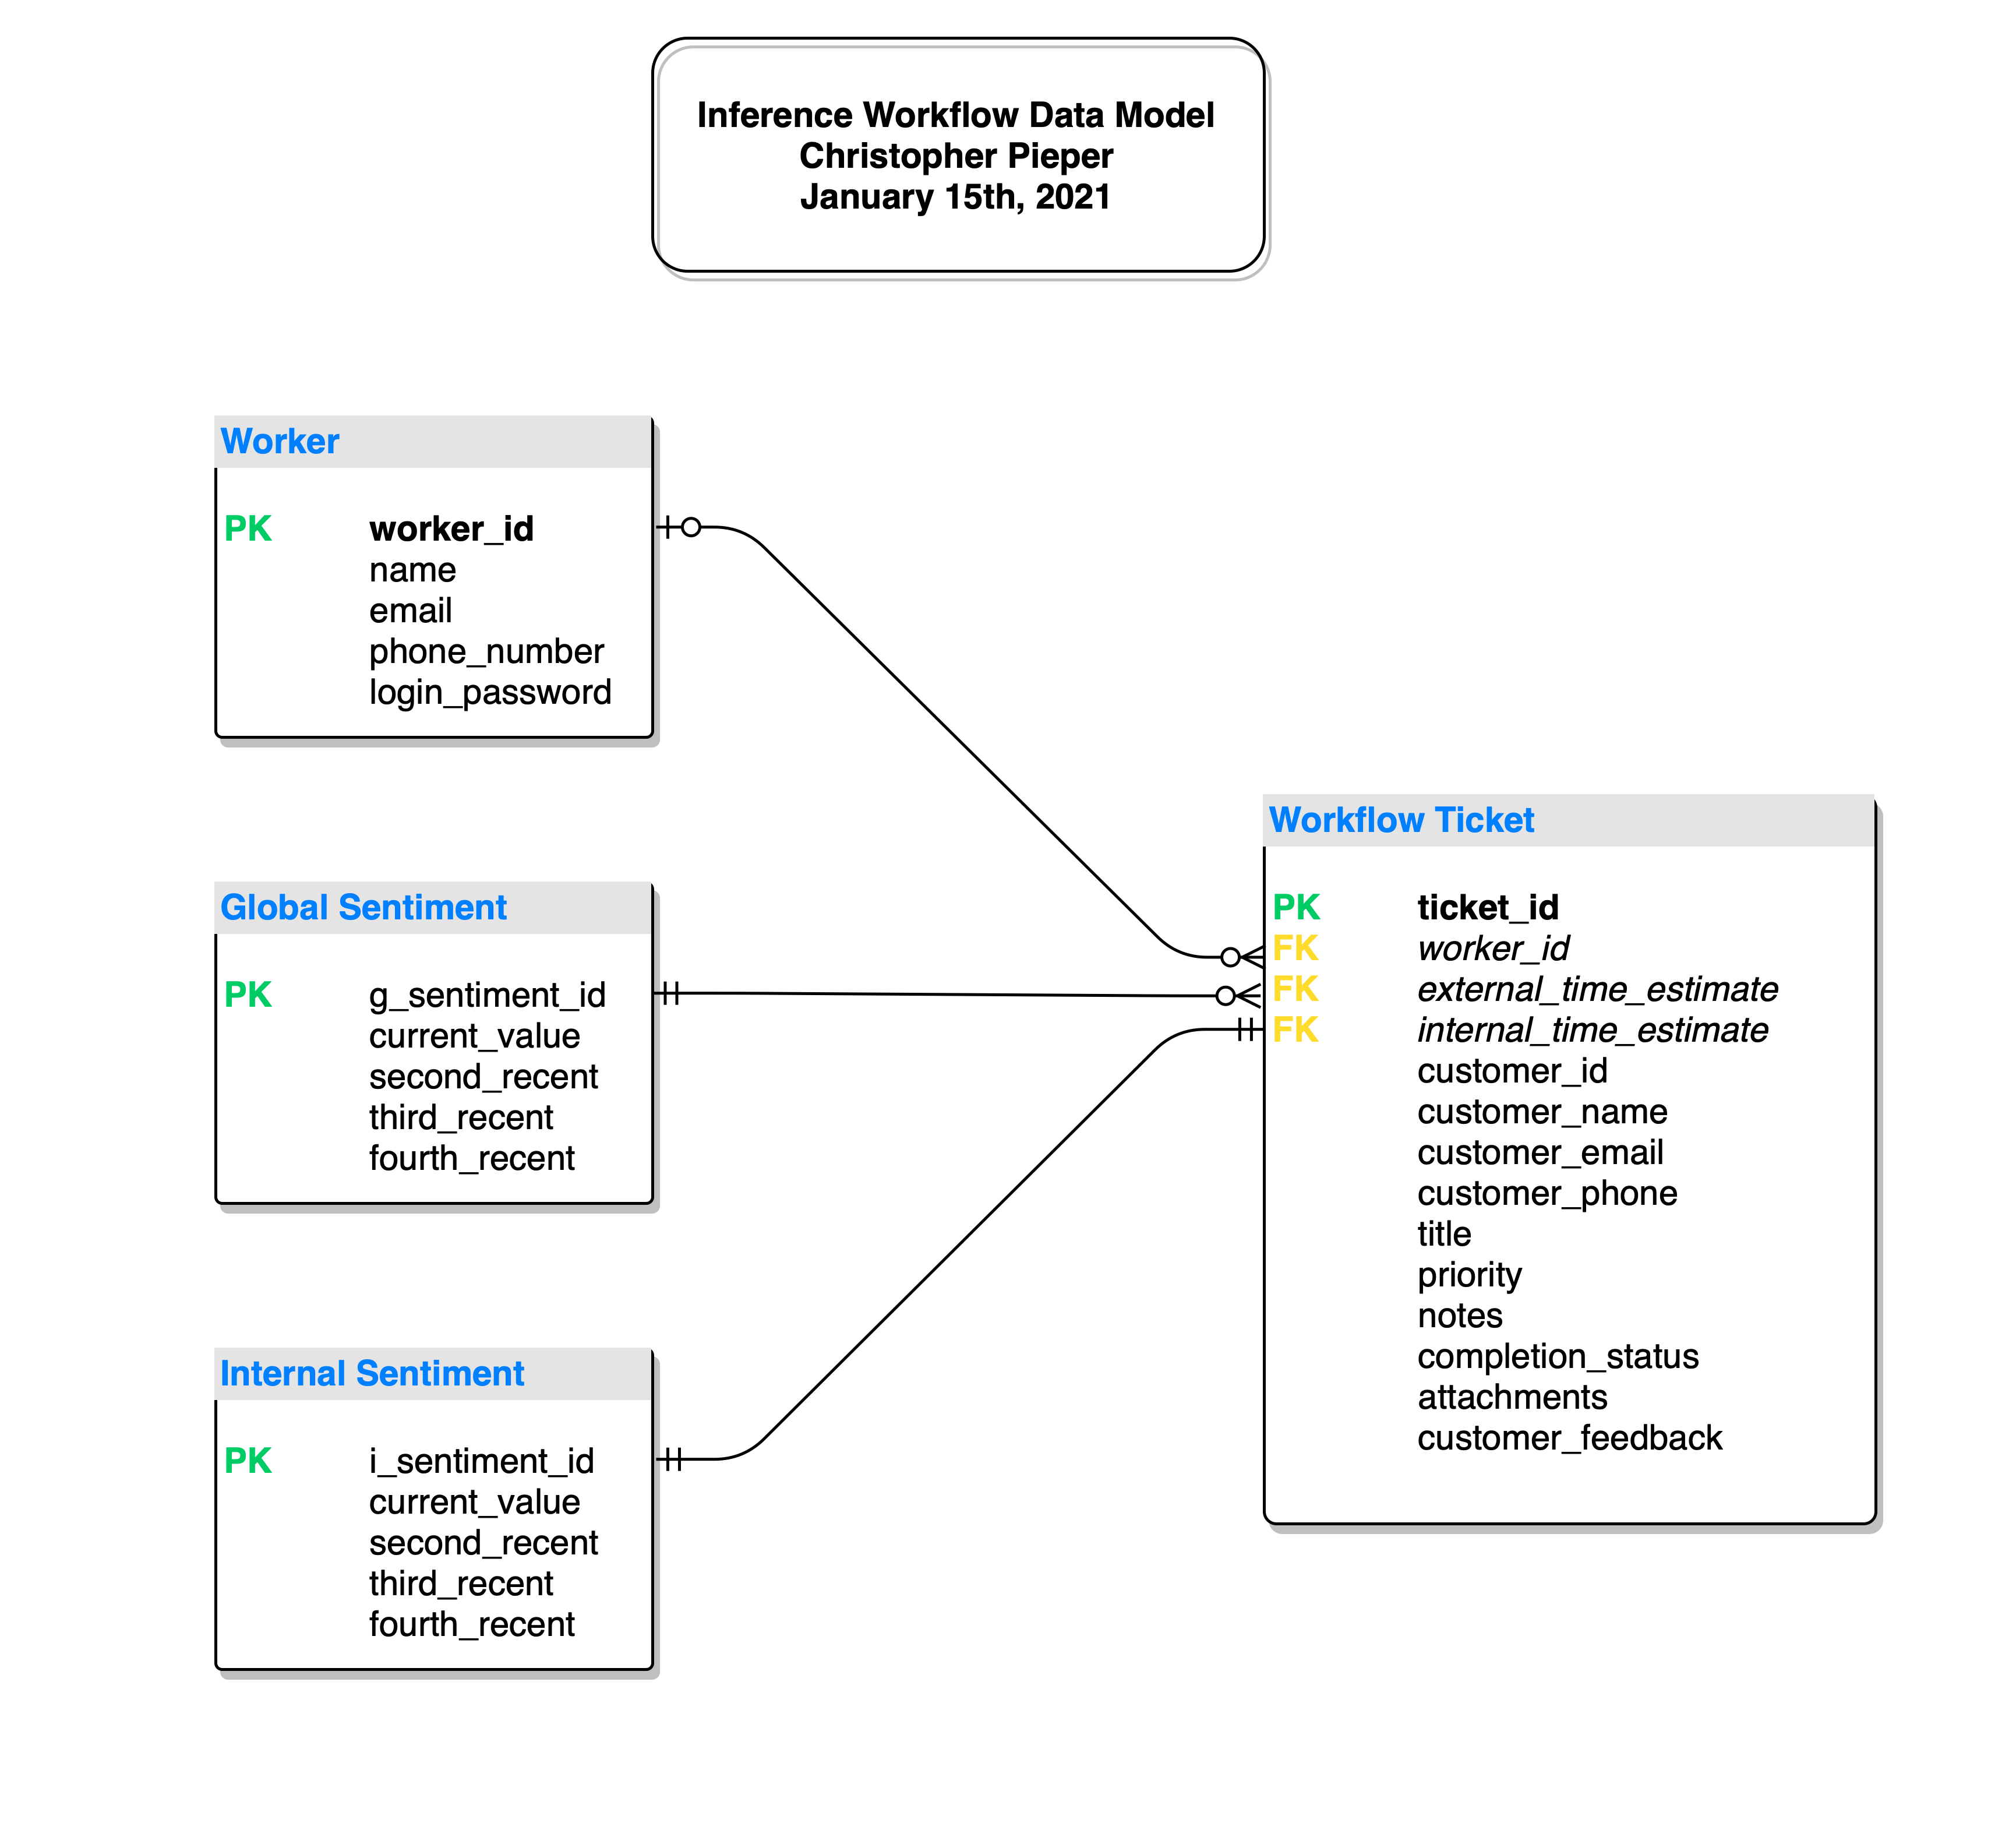 Inference Workflow Data Model
Christopher Pieper
January 15th, 2021
Worker
PK worker_id
name
email
phone_number
login_password
Global Sentiment
PK g_sentiment_id
current_value
second_recent
third_recent
fourth_recent
Internal Sentiment
PK i_sentiment_id
current_value
second_recent
third_recent
fourth_recent
Workflow Ticket
PK ticket_id
FK worker_id
FK external_time_estimate
FK internal_time_estimate
customer_id
customer_name
customer_email
customer_phone
title
priority
notes
completion_status
attachments
customer_feedback